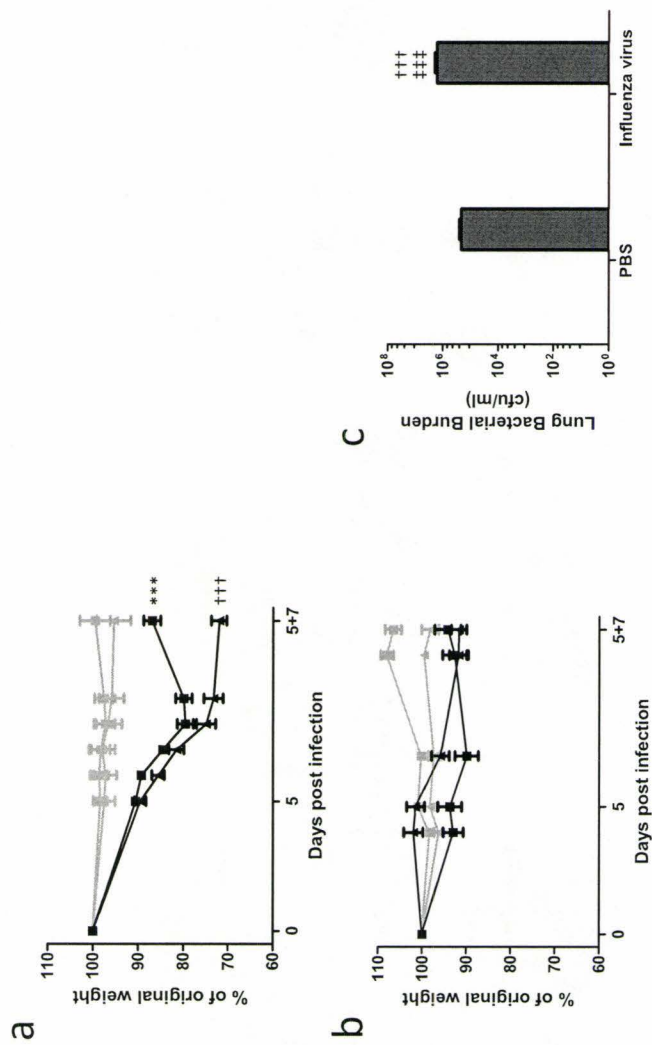 a
110
100
90
80
70
60
% of original weight
***
†††
0
5
5+7
Days post infection
b
110
100
90
80
70
60
% of original weight
0
5
5+7
Days post infection
c
10⁸
10⁶
10⁴
10²
10⁰
Lung Bacterial Burden
(cfu/ml)
†††
‡‡‡
PBS
Influenza virus